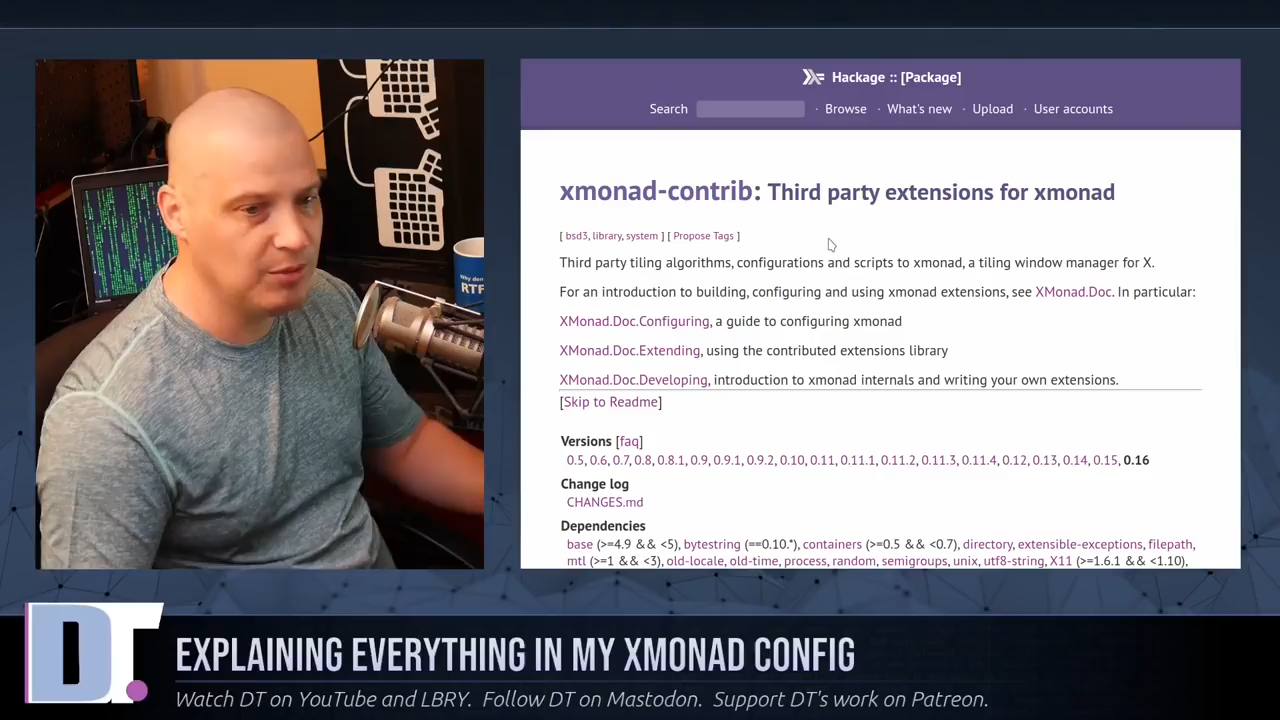 Hackage :: [Package]
Search · Browse · What's new · Upload · User accounts
xmonad-contrib: Third party extensions for xmonad
[ bsd3, library, system ] [ Propose Tags ]
Third party tiling algorithms, configurations and scripts to xmonad, a tiling window manager for X.
For an introduction to building, configuring and using xmonad extensions, see XMonad.Doc. In particular:
XMonad.Doc.Configuring, a guide to configuring xmonad
XMonad.Doc.Extending, using the contributed extensions library
XMonad.Doc.Developing, introduction to xmonad internals and writing your own extensions.
[Skip to Readme]
Versions [faq]
0.5, 0.6, 0.7, 0.8, 0.8.1, 0.9, 0.9.1, 0.9.2, 0.10, 0.11, 0.11.1, 0.11.2, 0.11.3, 0.11.4, 0.12, 0.13, 0.14, 0.15, 0.16
Change log
CHANGES.md
Dependencies
base (>=4.9 && <5), bytestring (==0.10.*), containers (>=0.5 && <0.7), directory, extensible-exceptions, filepath,
mtl (>=1 && <3), old-locale, old-time, process, random, semigroups, unix, utf8-string, X11 (>=1.6.1 && <1.10),
Why don
RTF
DT.
EXPLAINING EVERYTHING IN MY XMONAD CONFIG
Watch DT on YouTube and LBRY. Follow DT on Mastodon. Support DT's work on Patreon.